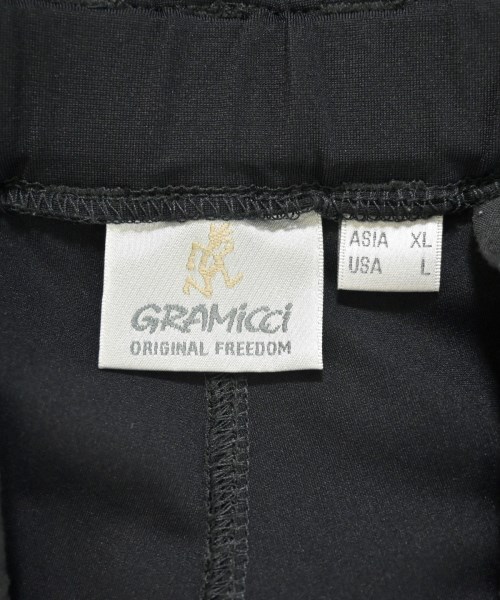 GRAMiCCi
ORIGINAL FREEDOM
ASIA XL
USA L